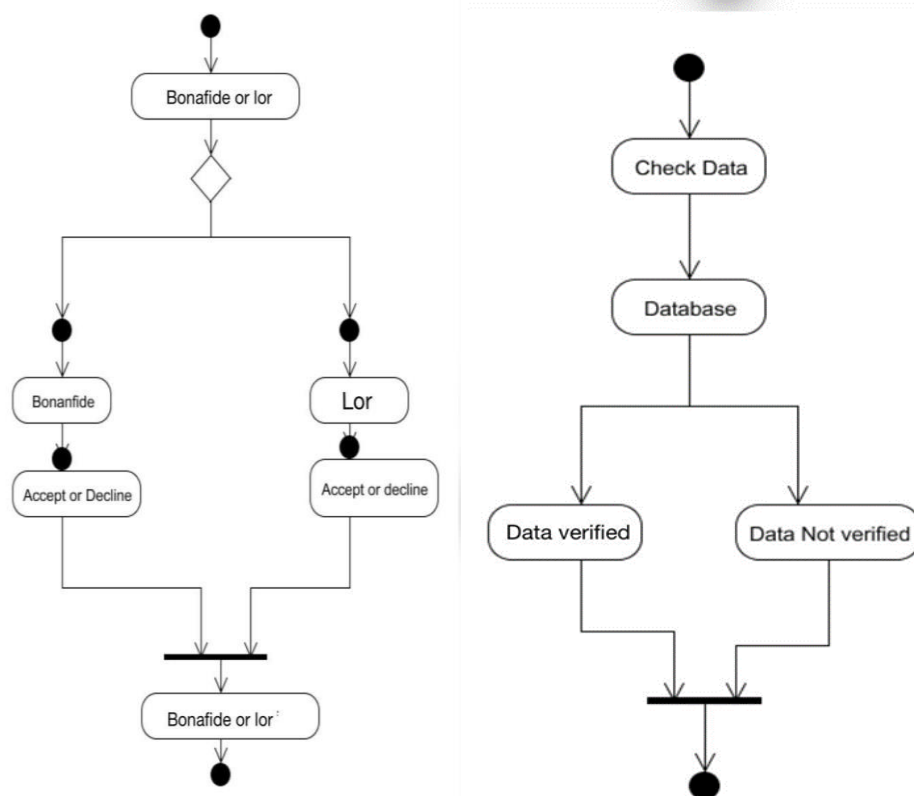 Bonafide or lor
Bonanfide
Lor
Accept or Decline
Accept or decline
Bonafide or lor
Check Data
Database
Data verified
Data Not verified